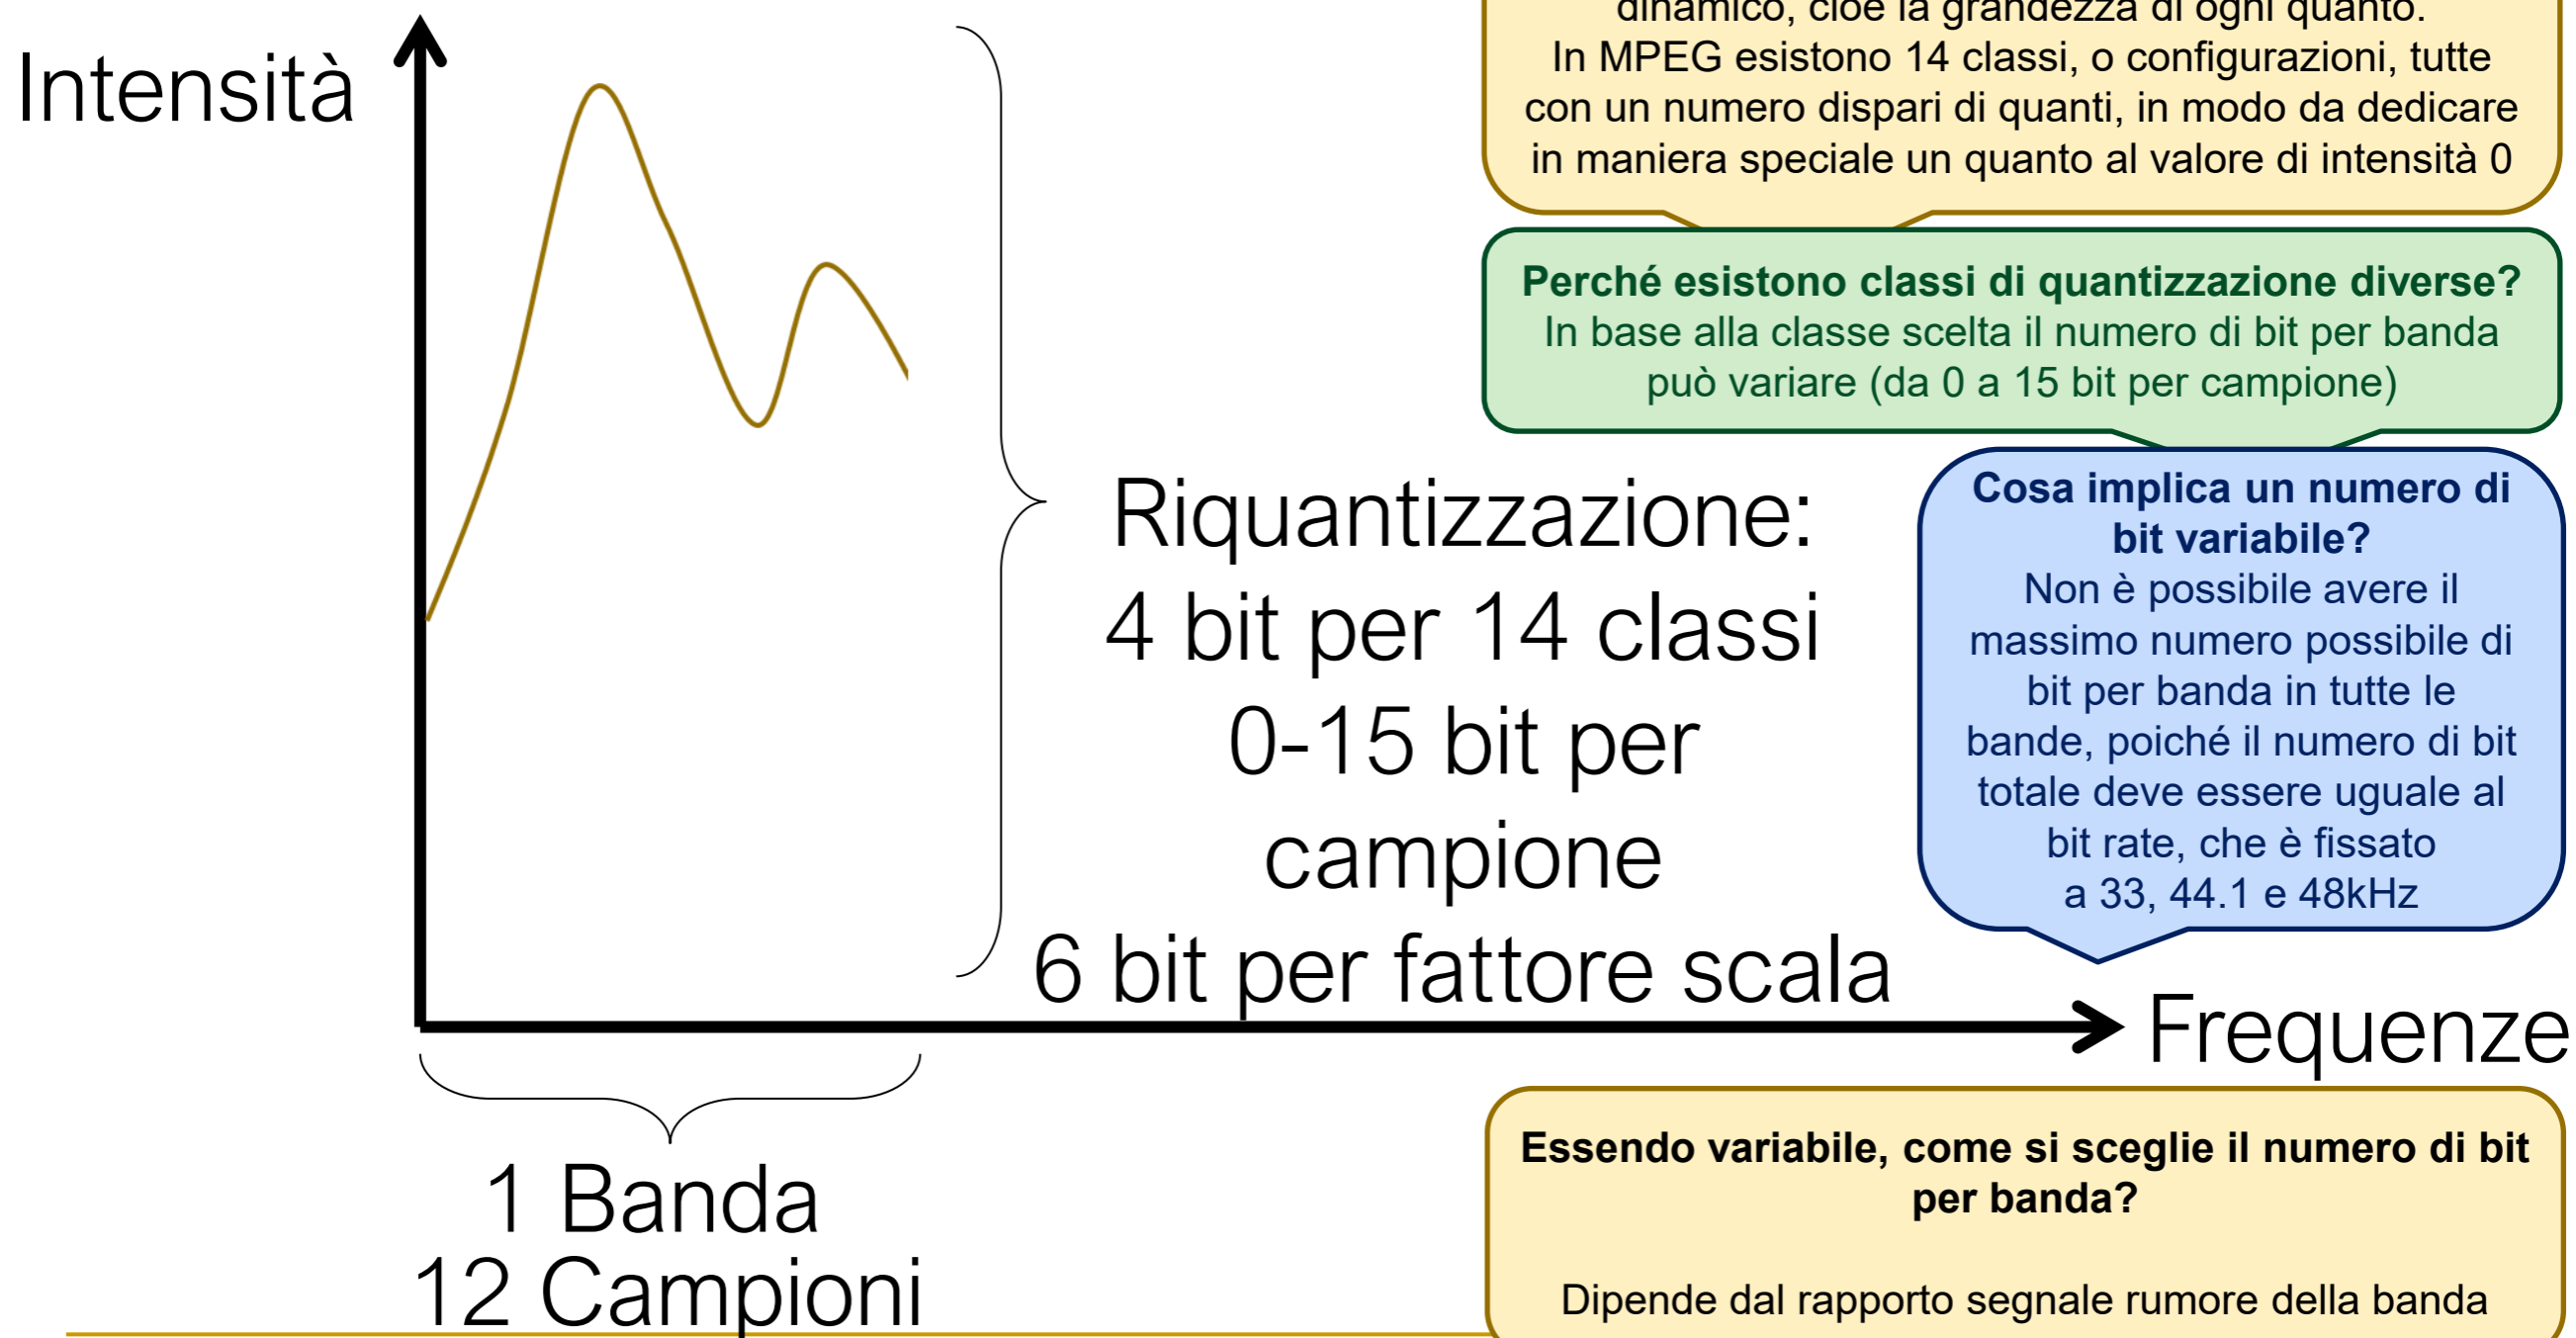 Intensità
dinamico, cioè la grandezza di ogni quanto.
In MPEG esistono 14 classi, o configurazioni, tutte
con un numero dispari di quanti, in modo da dedicare
in maniera speciale un quanto al valore di intensità 0
Perché esistono classi di quantizzazione diverse?
In base alla classe scelta il numero di bit per banda
può variare (da 0 a 15 bit per campione)
Riquantizzazione:
4 bit per 14 classi
0-15 bit per
campione
6 bit per fattore scala
Cosa implica un numero di
bit variabile?
Non è possibile avere il
massimo numero possibile di
bit per banda in tutte le
bande, poiché il numero di bit
totale deve essere uguale al
bit rate, che è fissato
a 33, 44.1 e 48kHz
Frequenze
1 Banda
12 Campioni
Essendo variabile, come si sceglie il numero di bit
per banda?
Dipende dal rapporto segnale rumore della banda